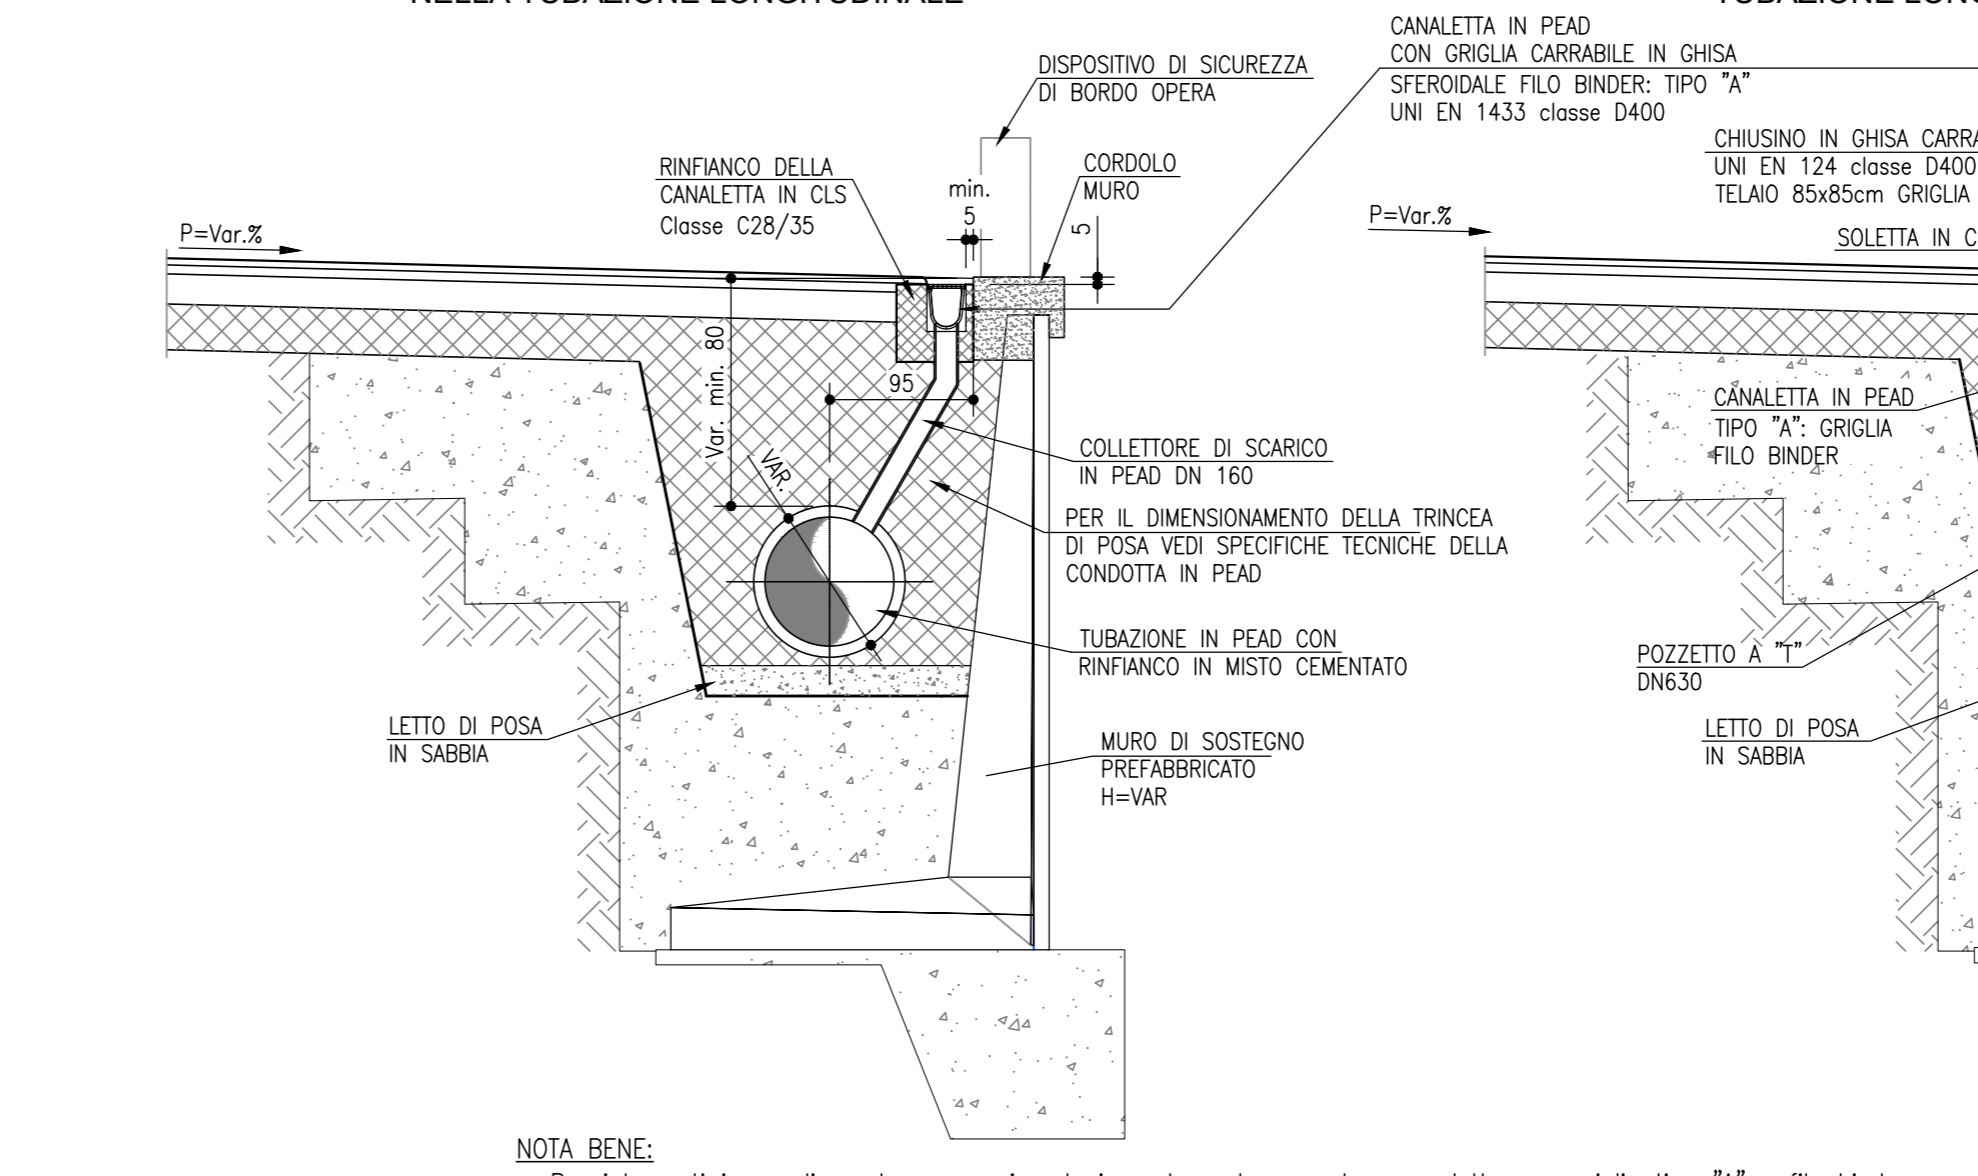 NELLA TUBAZIONE LONGITUDINALE
CANALETTA IN PEAD
CON GRIGLIA CARRABILE IN GHISA
SFEROIDALE FILO BINDER: TIPO "A"
UNI EN 1433 classe D400
DISPOSITIVO DI SICUREZZA
DI BORDO OPERA
RINFIANCO DELLA
CANALETTA IN CLS
Classe C28/35
min.
5
CORDOLO
MURO
5
P=Var.%
Var. min. 80
95
VAR.
COLLETTORE DI SCARICO
IN PEAD DN 160
PER IL DIMENSIONAMENTO DELLA TRINCEA
DI POSA VEDI SPECIFICHE TECNICHE DELLA
CONDOTTA IN PEAD
TUBAZIONE IN PEAD CON
RINFIANCO IN MISTO CEMENTATO
LETTO DI POSA
IN SABBIA
MURO DI SOSTEGNO
PREFABBRICATO
H=VAR
TUBAZIONE
CHIUSINO IN GHISA
UNI EN 124 classe D400
TELAIO 85x85cm GRIGLIA
P=Var.%
SOLETTA IN
CANALETTA IN PEAD
TIPO "A": GRIGLIA
FILO BINDER
POZZETTO A "T"
DN630
LETTO DI POSA
IN SABBIA
NOTA BENE: